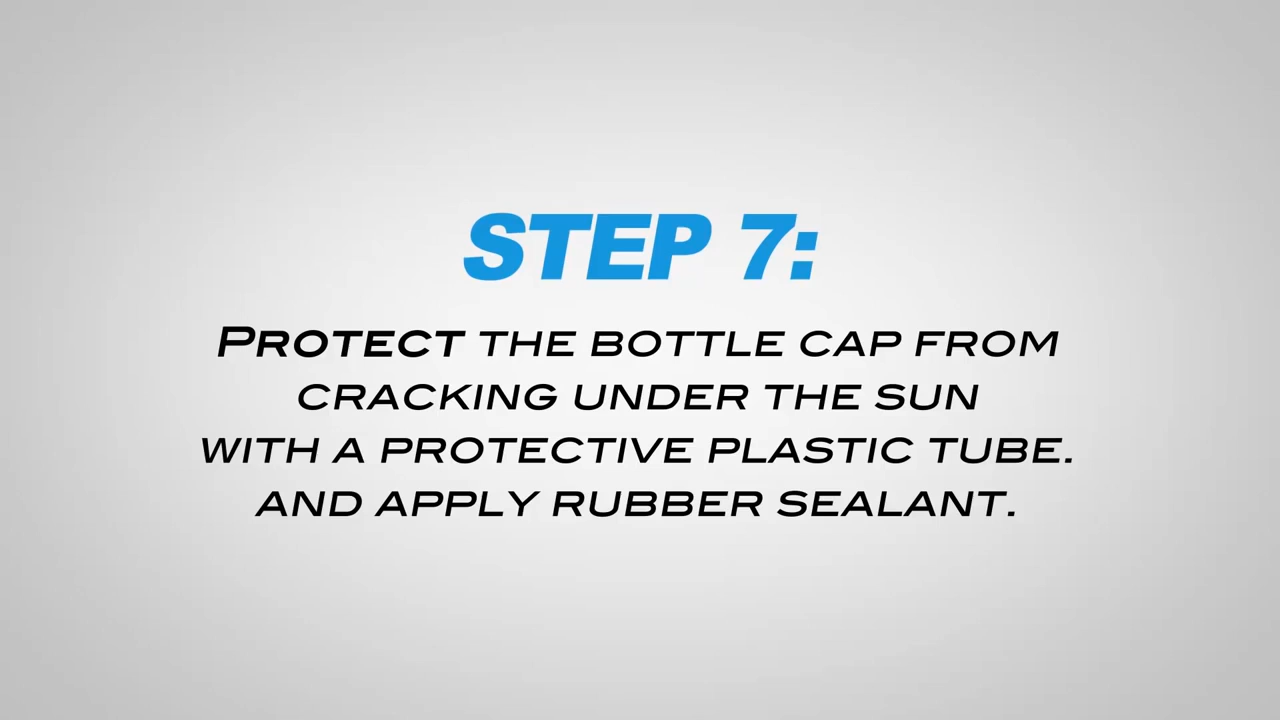 STEP 7:
PROTECT THE BOTTLE CAP FROM
CRACKING UNDER THE SUN
WITH A PROTECTIVE PLASTIC TUBE.
AND APPLY RUBBER SEALANT.